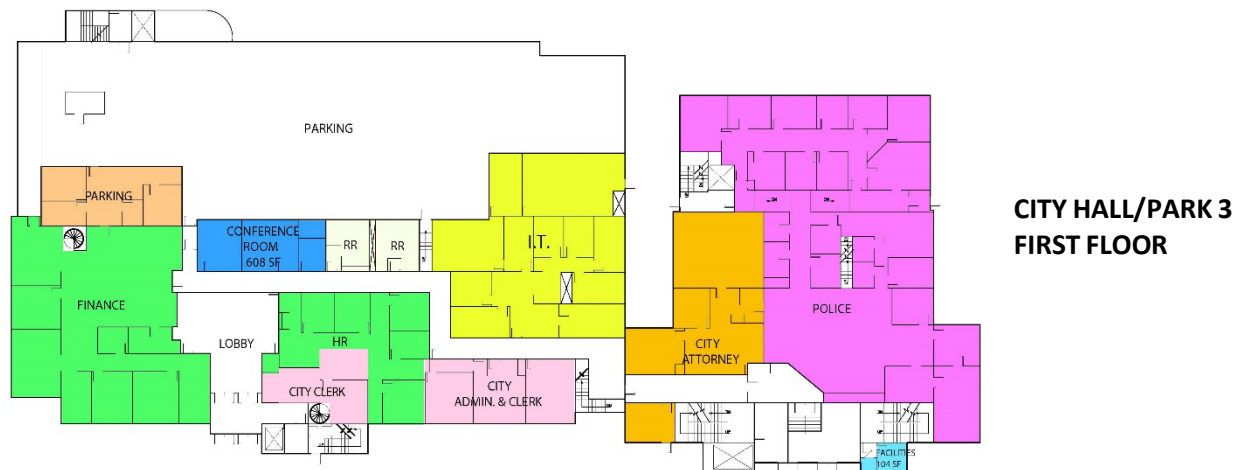 PARKING
PARKING
CONFERENCE
ROOM
608 SF
RR
RR
I.T.
FINANCE
LOBBY
HR
CITY CLERK
CITY
ADMIN. & CLERK
CITY
ATTORNEY
POLICE
FACILITIES
104 SF
CITY HALL/PARK 3
FIRST FLOOR